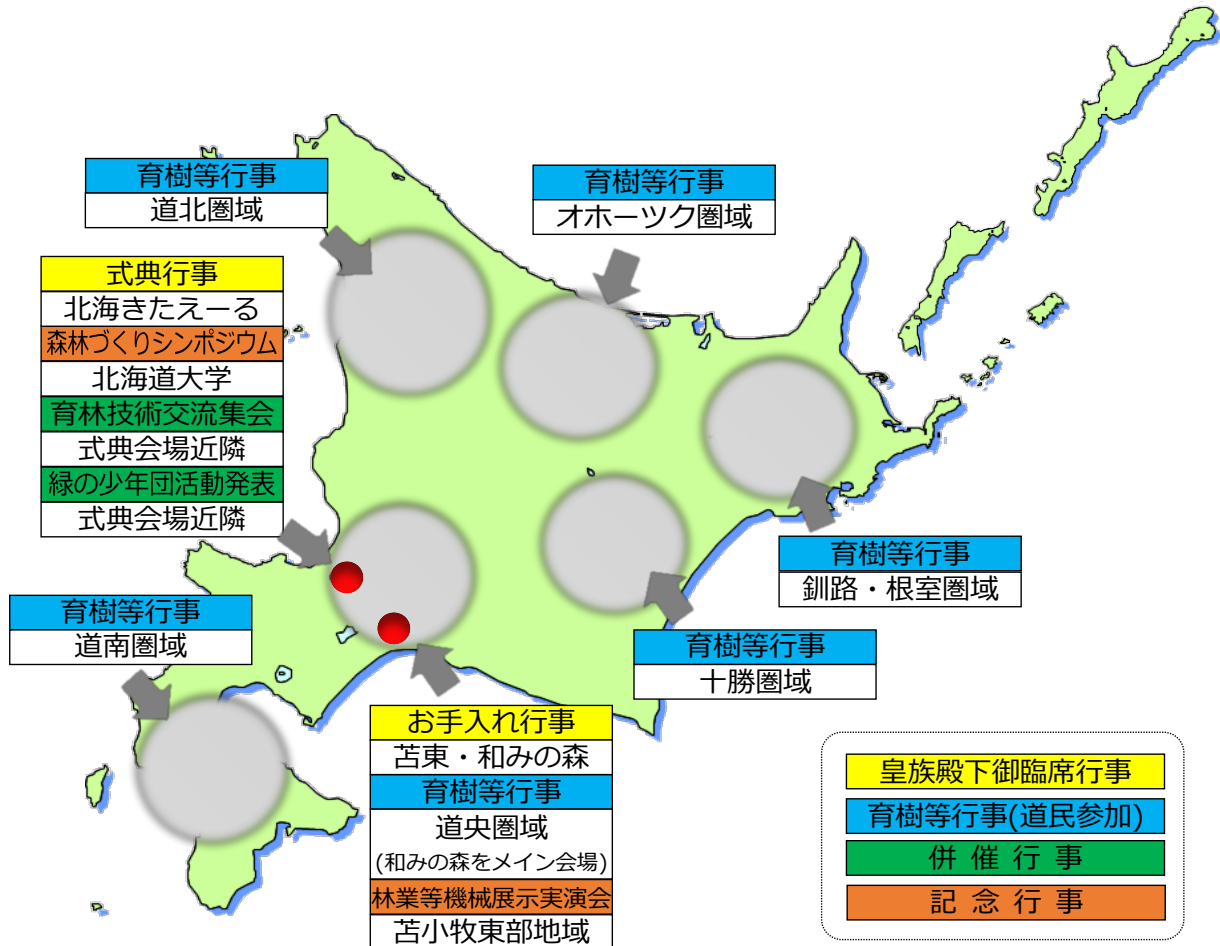 育樹等行事
道北圏域
育樹等行事
オホーツク圏域
式典行事
北海きたえーる
森林づくりシンポジウム
北海道大学
育林技術交流集会
式典会場近隣
緑の少年団活動発表
式典会場近隣
育樹等行事
釧路・根室圏域
育樹等行事
道南圏域
育樹等行事
十勝圏域
お手入れ行事
苫東・和みの森
育樹等行事
道央圏域
(和みの森をメイン会場)
林業等機械展示実演会
苫小牧東部地域
皇族殿下御臨席行事
育樹等行事(道民参加)
併 催 行 事
記 念 行 事